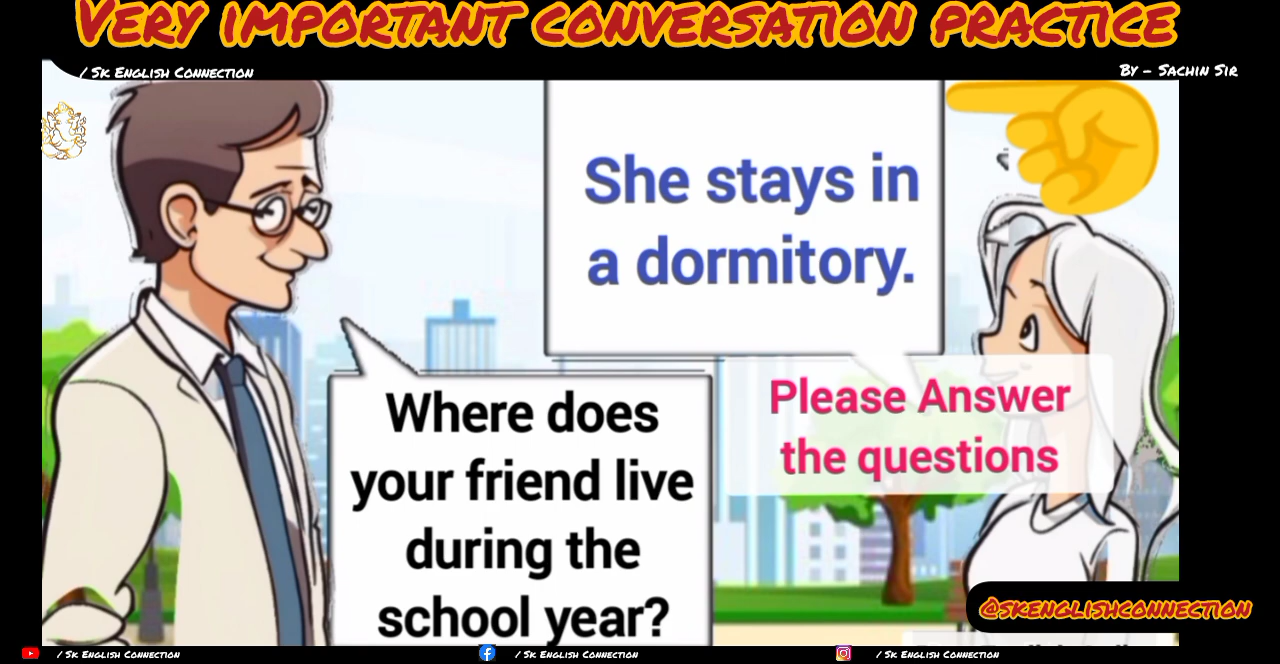 Very important conversation practice
/ Sk English Connection
By - Sachin Sir
She stays in
a dormitory.
Where does
your friend live
during the
school year?
Please Answer
the questions
@skenglishconnection
/ Sk English Connection
/ Sk English Connection
/ Sk English Connection